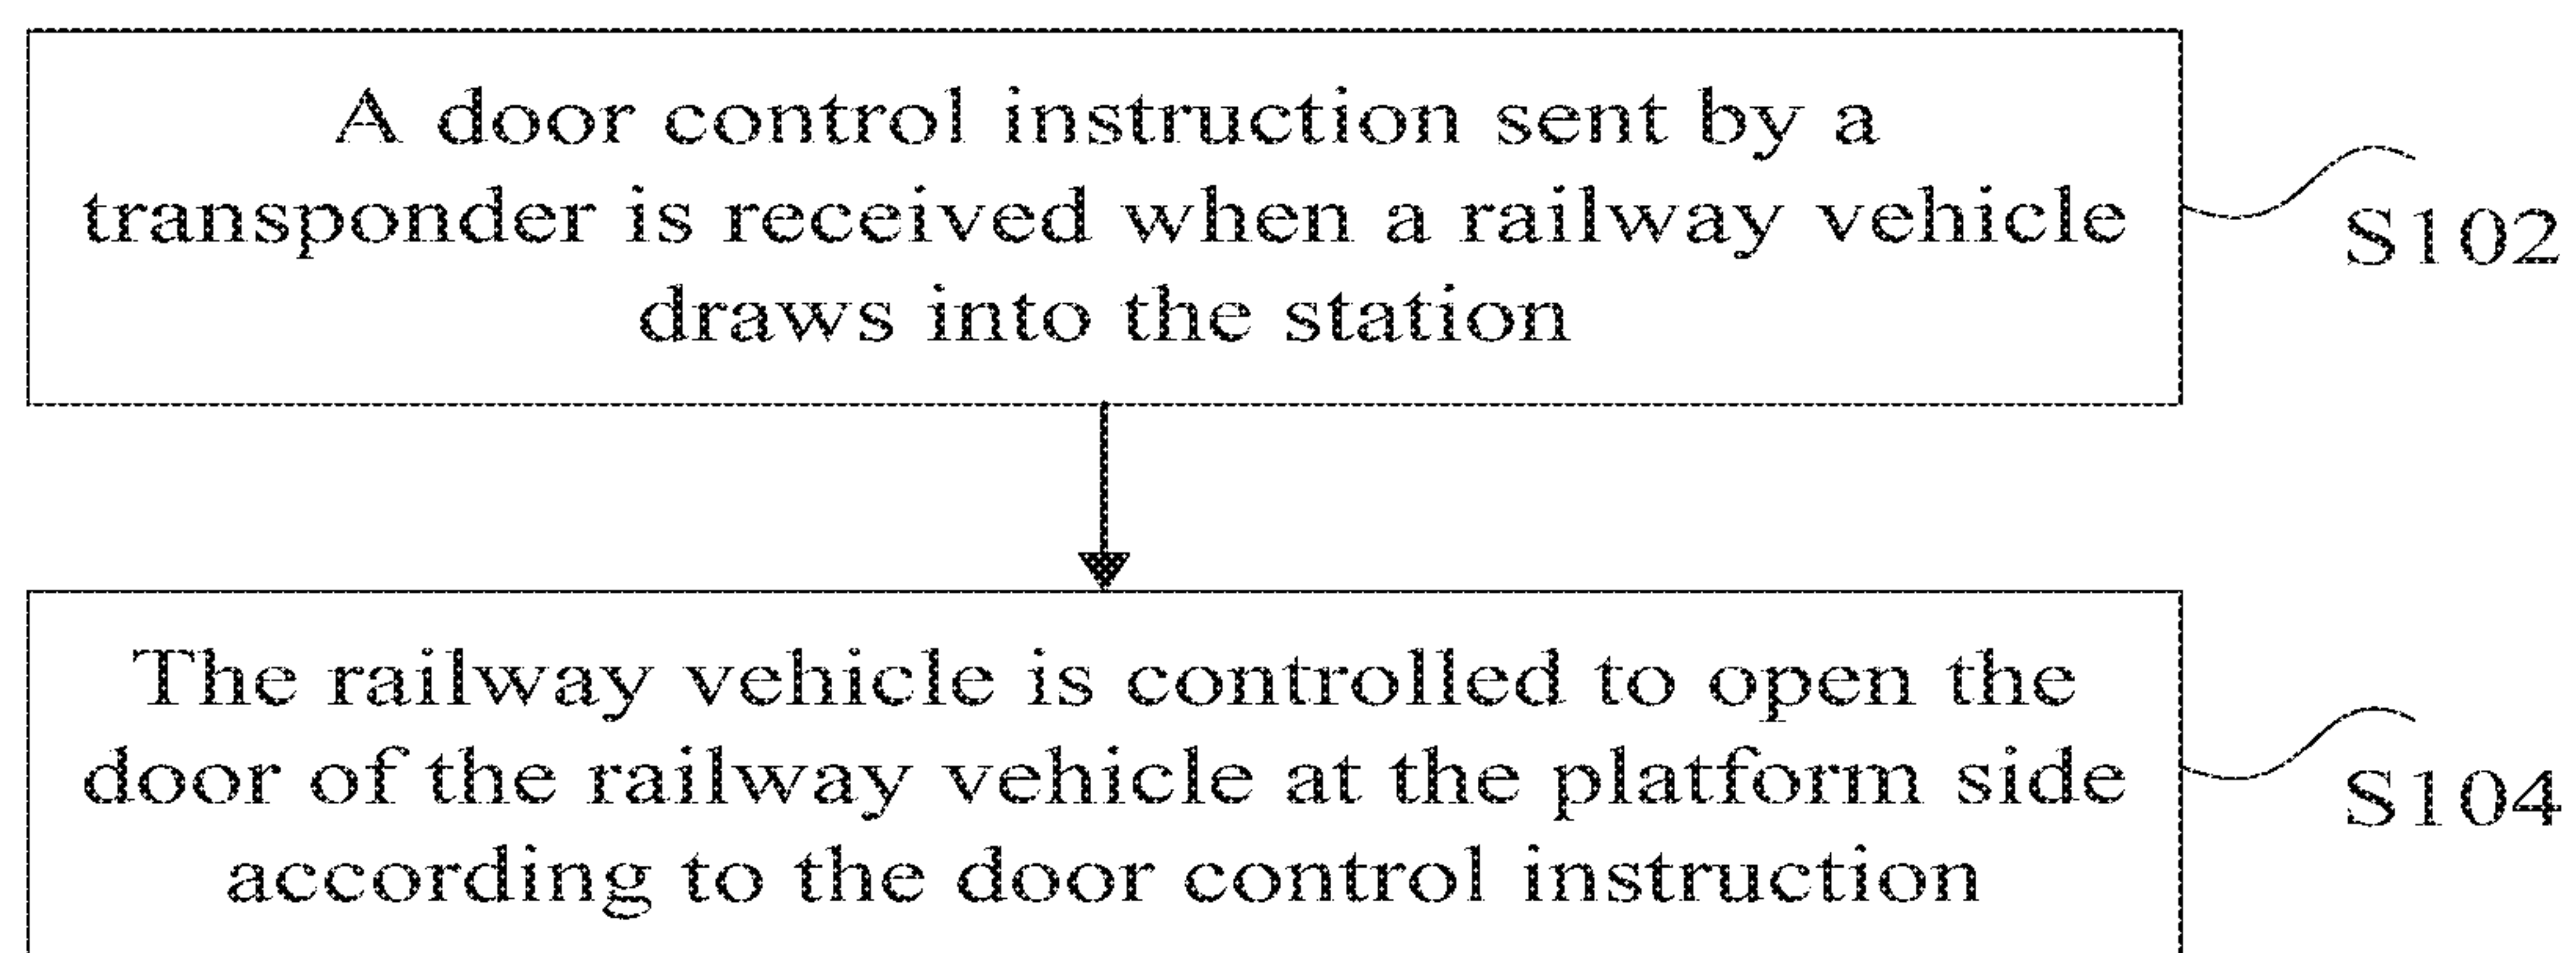 A door control instruction sent by a
transponder is received when a railway vehicle
draws into the station
S102
The railway vehicle is controlled to open the
door of the railway vehicle at the platform side
according to the door control instruction
S104